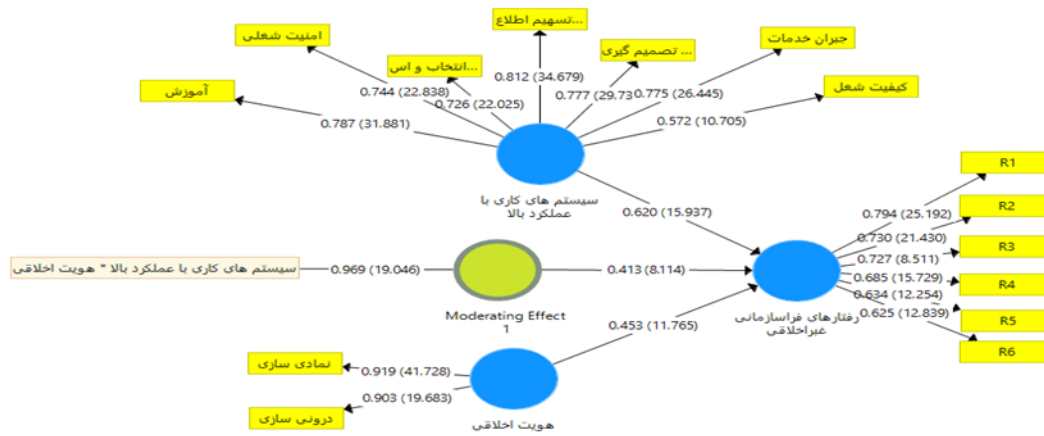 تسهیم اطلاع...
امنیت شغلی
جبران خدمات
تصمیم گیری ...
انتخاب و اس...
آموزش
کیفیت شغل
0.812 (34.679)
0.744 (22.838)
0.726 (22.025)
0.777 (29.73
0.775 (26.445)
0.787 (31.881)
0.572 (10.705)
سیستم های کاری با
عملکرد بالا
R1
R2
R3
R4
R5
R6
0.620 (15.937)
0.794 (25.192)
0.730 (21.430)
0.727 (8.511)
0.685 (15.729)
0.634 (12.254)
0.625 (12.839)
سیستم های کاری با عملکرد بالا * هویت اخلاقی
0.969 (19.046)
0.413 (8.114)
Moderating Effect
1
رفتارهای فراسازمانی
غیراخلاقی
0.453 (11.765)
نمادی سازی
0.919 (41.728)
0.903 (19.683)
درونی سازی
هویت اخلاقی